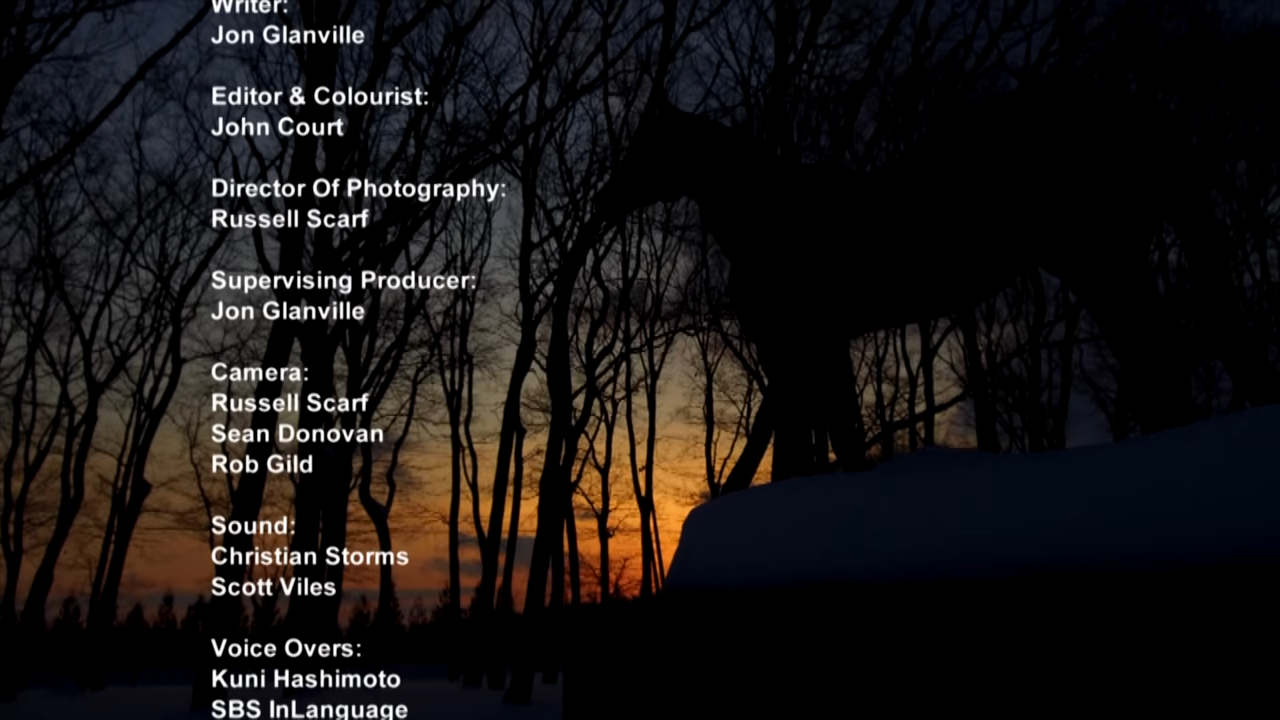 Writer:
Jon Glanville
Editor & Colourist:
John Court
Director Of Photography:
Russell Scarf
Supervising Producer:
Jon Glanville
Camera:
Russell Scarf
Sean Donovan
Rob Gild
Sound:
Christian Storms
Scott Viles
Voice Overs:
Kuni Hashimoto
SBS InLanguage